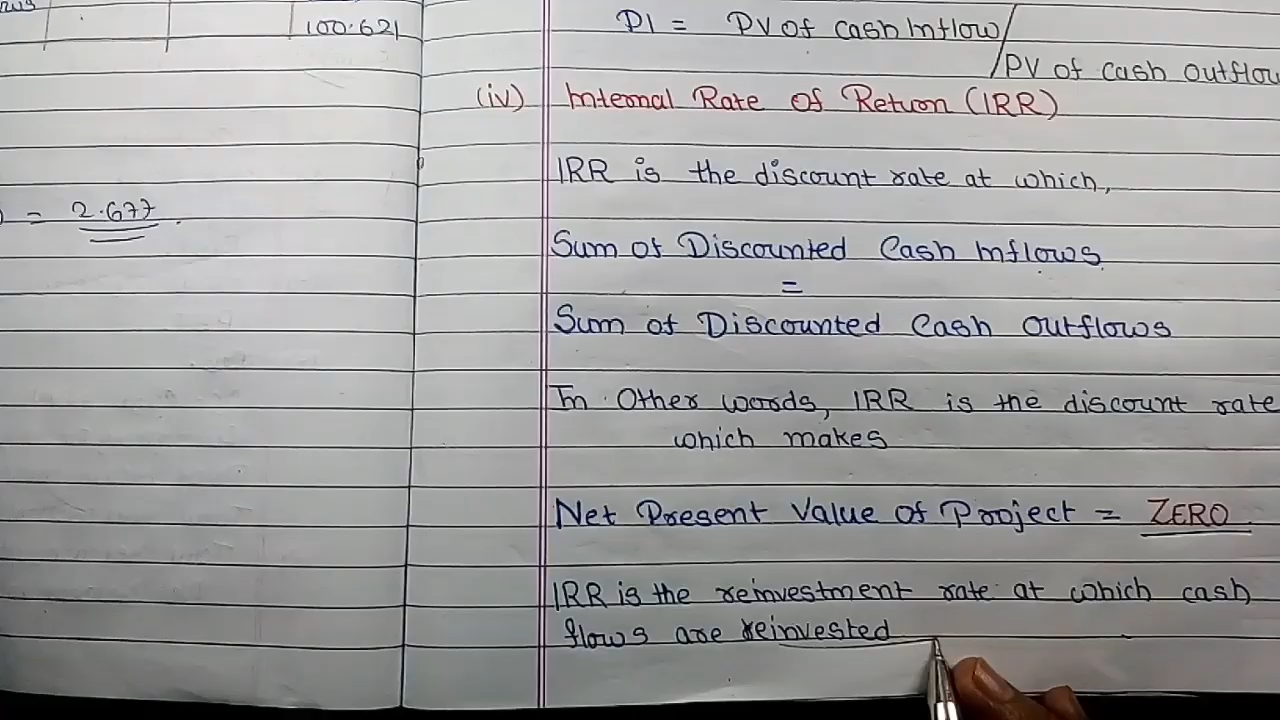 100.621
= 2.677
PI = PV of cash Inflow/
/PV of cash outflow
(iv) Internal Rate Of Return (IRR)
IRR is the discount rate at which,
Sum of Discounted Cash Inflows
=
Sum of Discounted Cash Outflows
In Other words, IRR is the discount rate
which makes
Net Present Value of Project = ZERO
IRR is the reinvestment rate at which cash
flows are reinvested